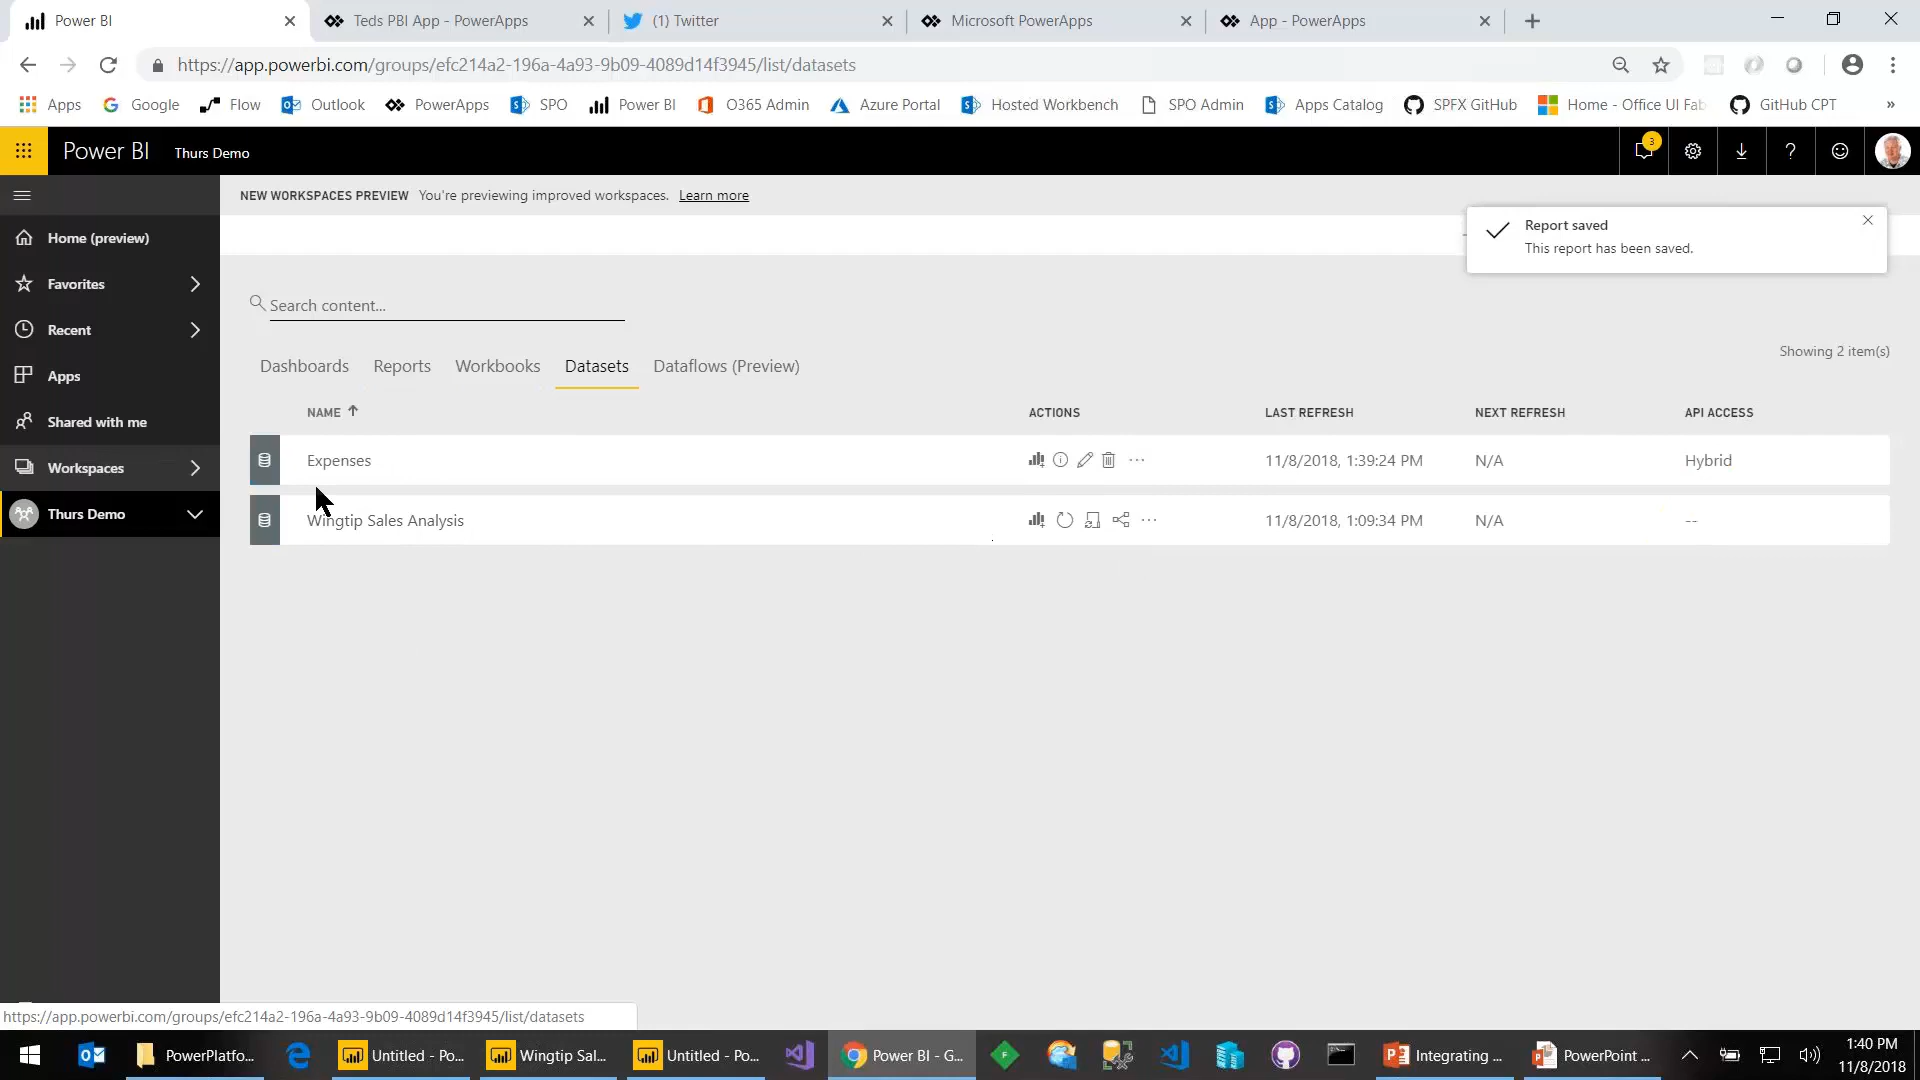 Power BI
Teds PBI App - PowerApps
(1) Twitter
Microsoft PowerApps
App - PowerApps
https://app.powerbi.com/groups/efc214a2-196a-4a93-9b09-4089d14f3945/list/datasets
Apps
Google
Flow
Outlook
PowerApps
SPO
Power BI
O365 Admin
Azure Portal
Hosted Workbench
SPO Admin
Apps Catalog
SPFX GitHub
Home - Office UI Fab
GitHub CPT
»
Power BI
Thurs Demo
3
?
NEW WORKSPACES PREVIEW You're previewing improved workspaces. Learn more
Report saved
This report has been saved.
Home (preview)
Favorites
Recent
Apps
Shared with me
Workspaces
Thurs Demo
Search content...
Showing 2 item(s)
Dashboards Reports Workbooks Datasets Dataflows (Preview)
NAME ACTIONS LAST REFRESH NEXT REFRESH API ACCESS
Expenses 11/8/2018, 1:39:24 PM N/A Hybrid
Wingtip Sales Analysis 11/8/2018, 1:09:34 PM N/A --
https://app.powerbi.com/groups/efc214a2-196a-4a93-9b09-4089d14f3945/list/datasets
PowerPlatfo...
Untitled - Po...
Wingtip Sal...
Untitled - Po...
Power BI - G...
Integrating ...
PowerPoint ...
1:40 PM
11/8/2018